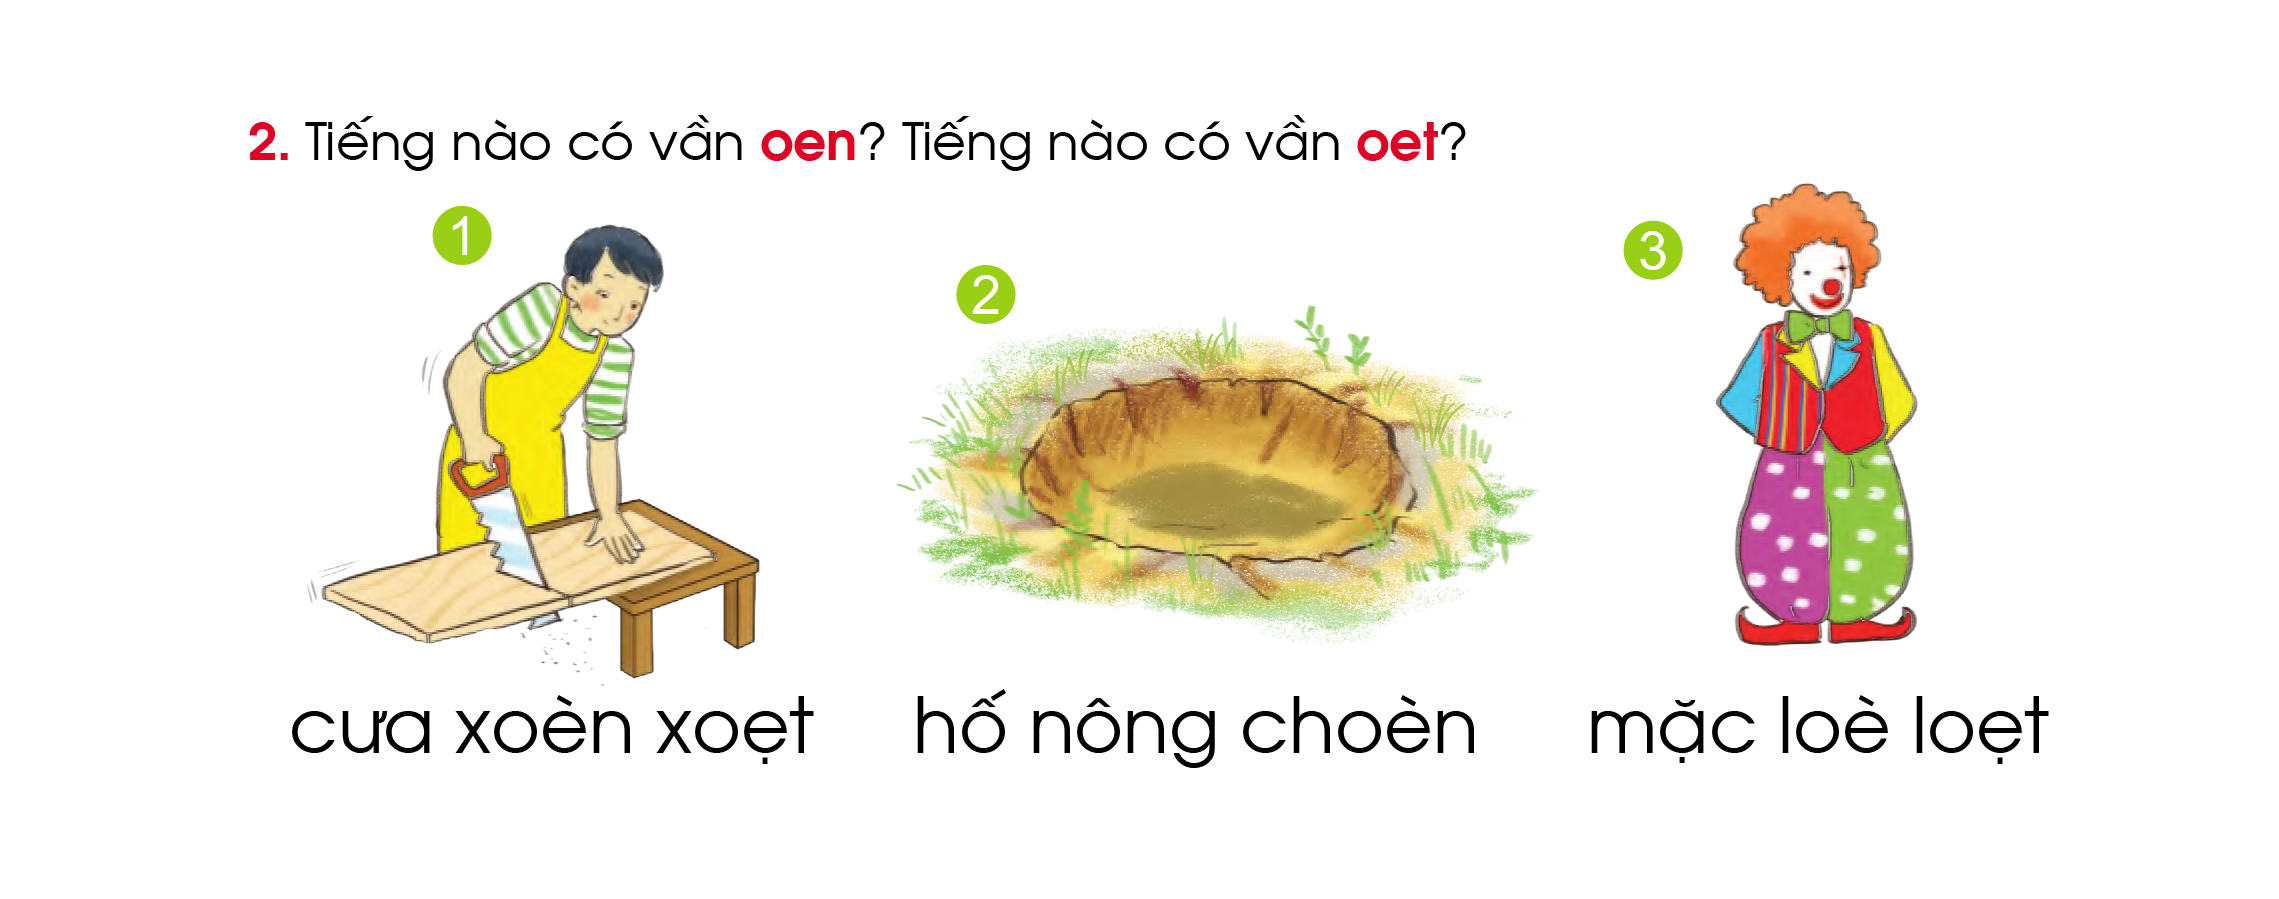 2. Tiếng nào có vần oen? Tiếng nào có vần oet?
1
2
3
cưa xoèn xoẹt
hố nông choèn
mặc loè loẹt